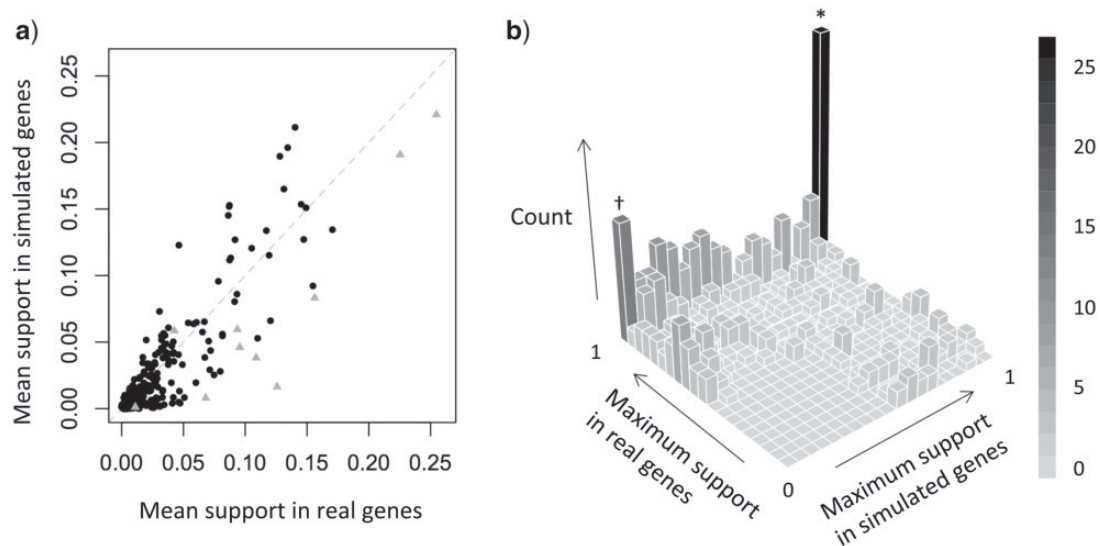 a)
Mean support in simulated genes
0.25
0.20
0.15
0.10
0.05
0.00
0.00 0.05 0.10 0.15 0.20 0.25
Mean support in real genes
b)
*
†
Count
1
Maximum support
in real genes
0
Maximum support
in simulated genes
1
25
20
15
10
5
0